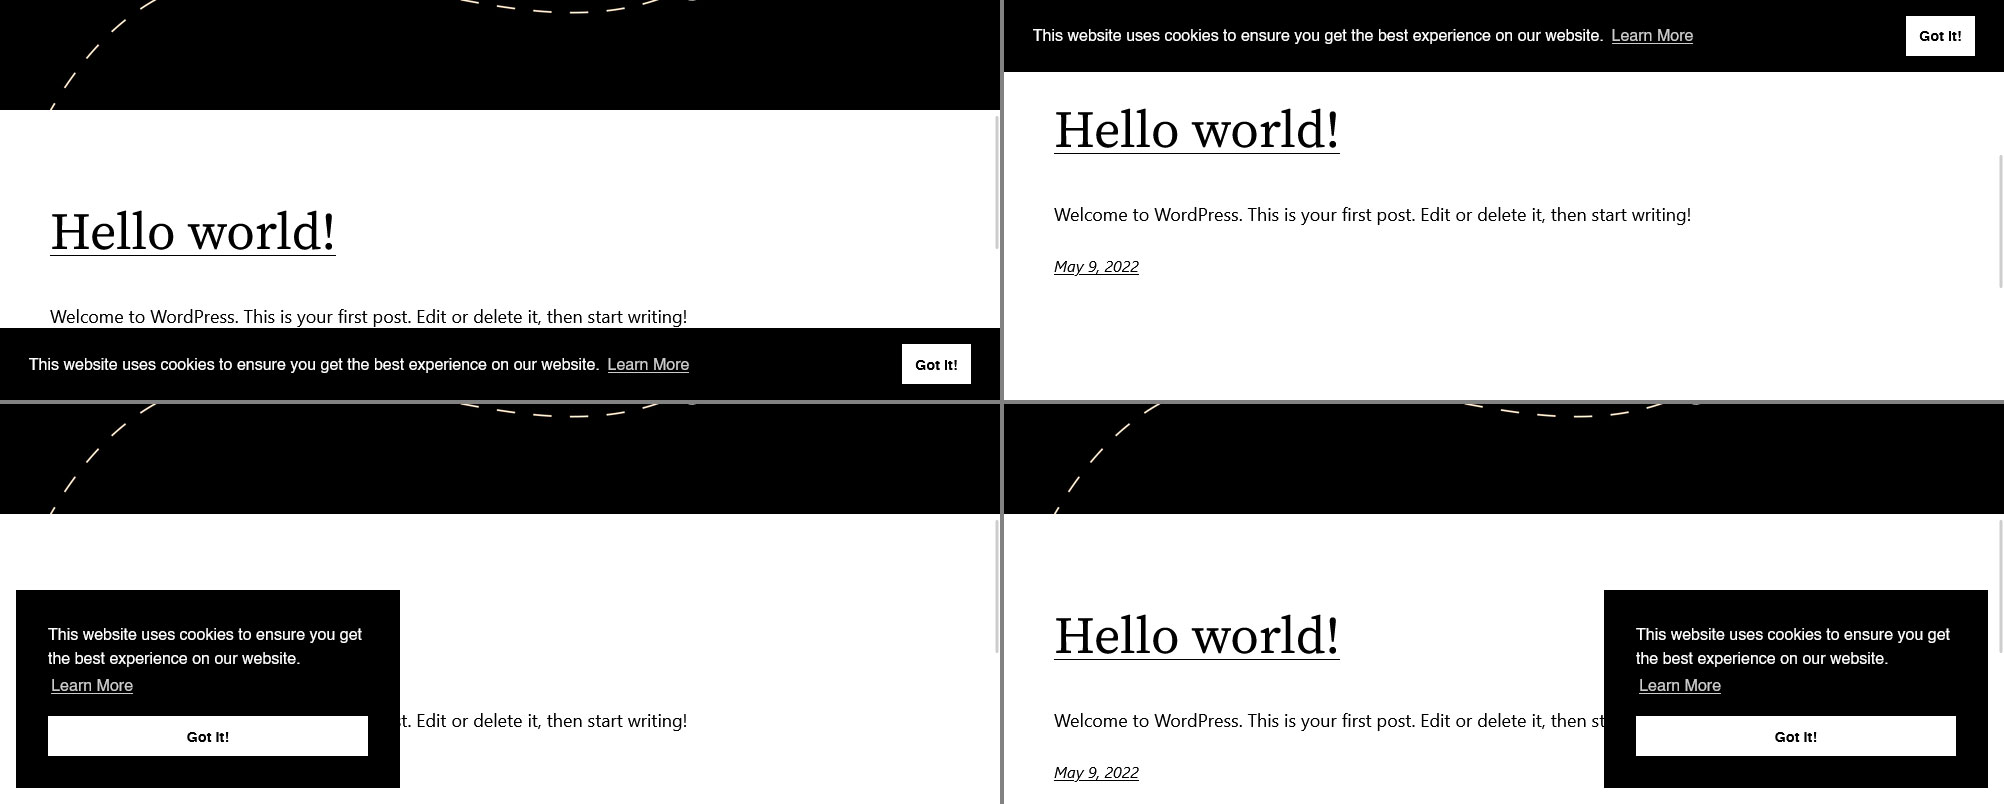 Hello world!
Welcome to WordPress. This is your first post. Edit or delete it, then start writing!
This website uses cookies to ensure you get the best experience on our website. Learn More
Got It!
This website uses cookies to ensure you get the best experience on our website. Learn More
Got It!
Hello world!
Welcome to WordPress. This is your first post. Edit or delete it, then start writing!
May 9, 2022
This website uses cookies to ensure you get
the best experience on our website.
Learn More
Got It!
st. Edit or delete it, then start writing!
Hello world!
Welcome to WordPress. This is your first post. Edit or delete it, then st
May 9, 2022
This website uses cookies to ensure you get
the best experience on our website.
Learn More
Got It!